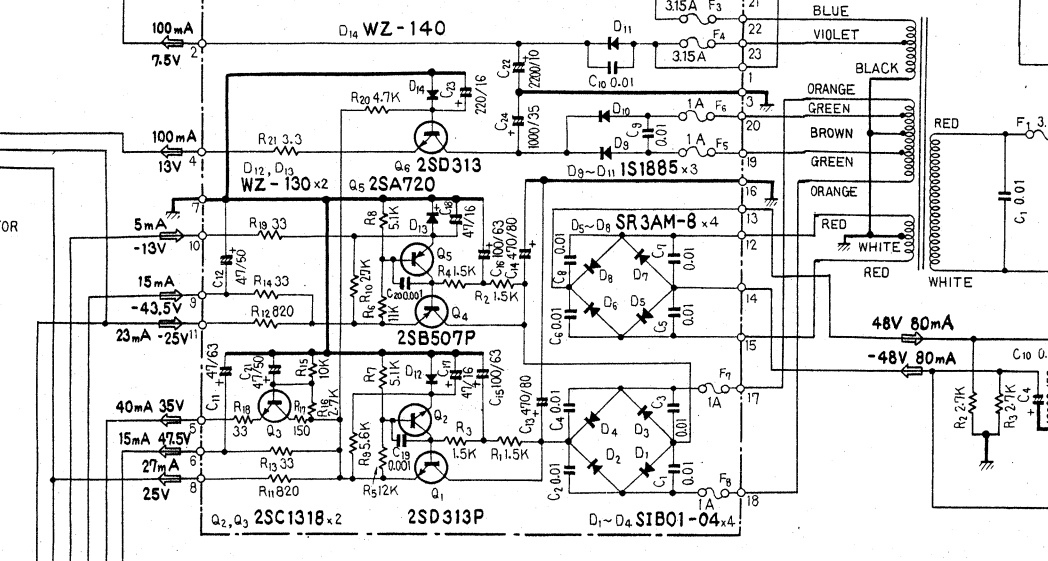 3.15A F3 21
BLUE
100mA
D14 WZ-140
D11
F4
22
VIOLET
2
7.5V
3.15A
23
C22
2200/10
C10 0.01
1
BLACK
D14
C23
220/16
R20 4.7K
ORANGE
3
C24
1000/35
D10
C9
0.01
1A F6
20
GREEN
BROWN
RED
F1 3.
100mA
4
13V
R21 3.3
Q6 2SD313
D9
1A F5
19
GREEN
D12, D13
WZ-130×2
Q5 2SA720
D9~D11 1S1885×3
16
ORANGE
C1 0.01
7
R8
5.1K
C18
47/16
13
TOR
5mA
-13V
10
R19 33
D13
C16 100/63
C14 470/80
D5~D8 SR3AM-8 ×4
12
RED
WHITE
RED
C12
47/50
Q5
C8
0.01
D8
D7
C7
0.01
15mA
9
R14 33
R10 27K
C20 0.001
R4 1.5K
R2 1.5K
WHITE
-43.5V
R12 820
R6
11K
Q4
C6 0.01
D6
D5
C5
0.01
14
23mA -25V
11
2SB507P
15
48V 80mA
-48V 80mA
C11
47/63
C21
47/50
R15
10K
R7
5.1K
D12
C17
47/16
C15 100/63
C13 470/80
F7
1A
17
C10 0.
R16
2.7K
C4 0.01
C3
0.01
R2 2.7K
R3 2.7K
C4
40mA 35V
5
R18
33
Q3
R17
150
Q2
D4
D3
15mA 47.5V
6
R13 33
R9 5.6K
C19
0.001
R3
1.5K
R1 1.5K
D2
D1
27mA
25V
8
R11 820
R5 12K
Q1
C2 0.01
C1
0.01
F8
1A
18
Q2, Q3 2SC1318×2
2SD313P
D1~D4 SIB01-04×4